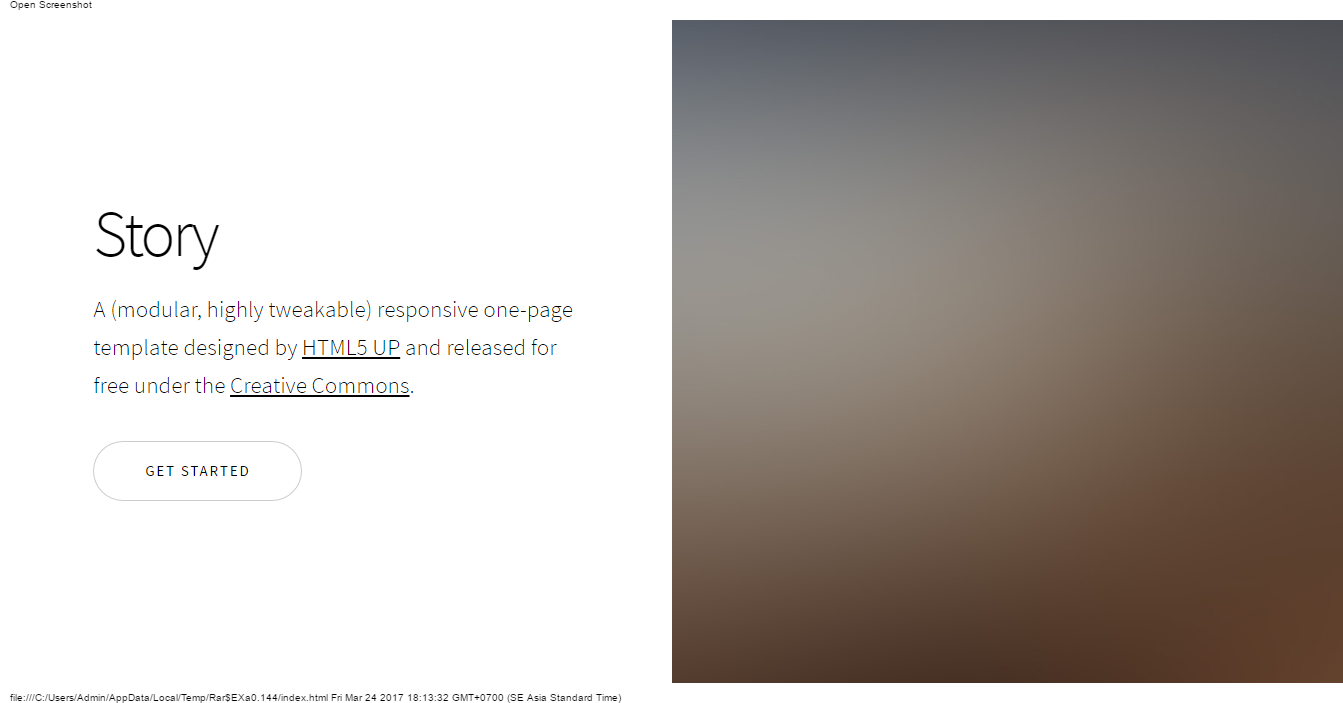 Open Screenshot
Story
A (modular, highly tweakable) responsive one-page
template designed by HTML5 UP and released for
free under the Creative Commons.
GET STARTED
file:///C:/Users/Admin/AppData/Local/Temp/Rar$EXa0.144/index.html Fri Mar 24 2017 18:13:32 GMT+0700 (SE Asia Standard Time)